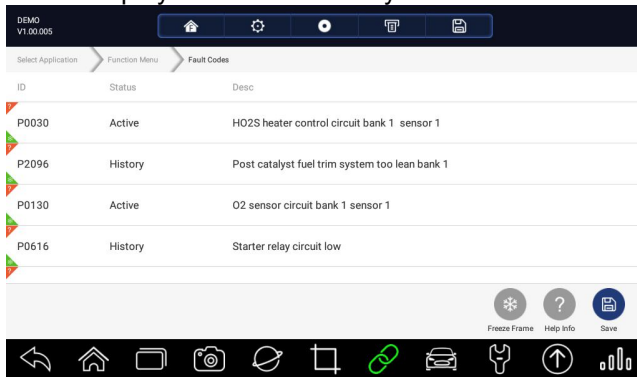 DEMO
V1.00.005
Select Application Function Menu Fault Codes
ID Status Desc
P0030 Active HO2S heater control circuit bank 1 sensor 1
P2096 History Post catalyst fuel trim system too lean bank 1
P0130 Active O2 sensor circuit bank 1 sensor 1
P0616 History Starter relay circuit low
Freeze Frame Help Info Save